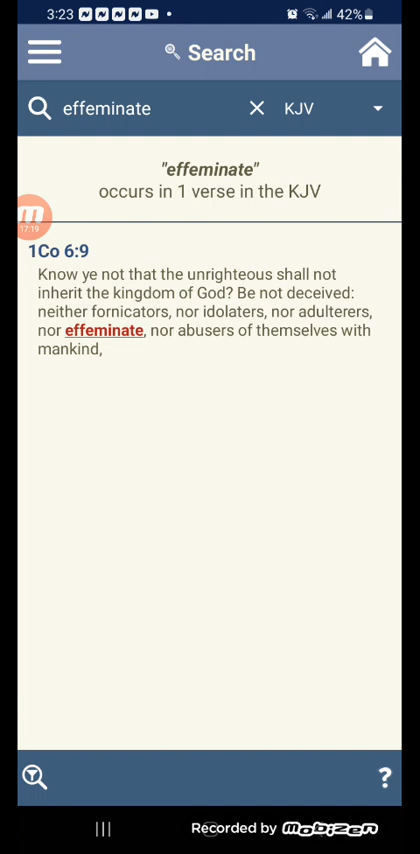 3:23 42%
Search
effeminate KJV
"effeminate"
occurs in 1 verse in the KJV
17:19
1Co 6:9
Know ye not that the unrighteous shall not
inherit the kingdom of God? Be not deceived:
neither fornicators, nor idolaters, nor adulterers,
nor effeminate, nor abusers of themselves with
mankind,
?
Recorded by mobizen